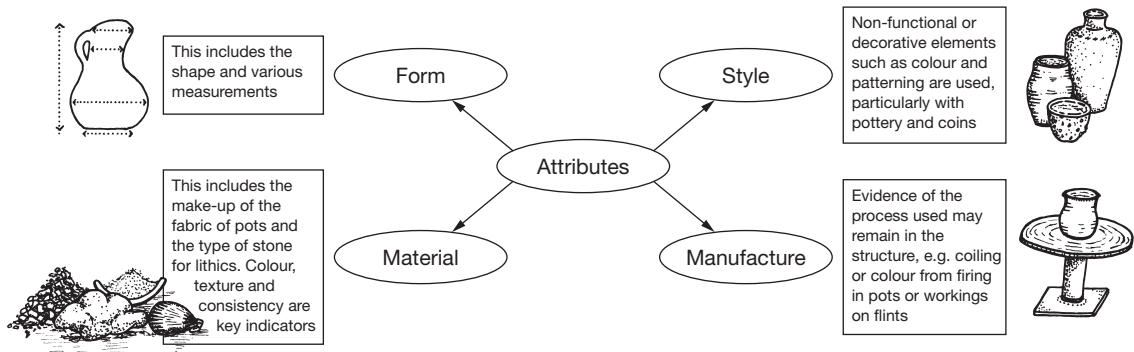 This includes the
shape and various
measurements
Form
Style
Non-functional or
decorative elements
such as colour and
patterning are used,
particularly with
pottery and coins
Attributes
This includes the
make-up of the
fabric of pots and
the type of stone
for lithics. Colour,
texture and
consistency are
key indicators
Material
Manufacture
Evidence of the
process used may
remain in the
structure, e.g. coiling
or colour from firing
in pots or workings
on flints